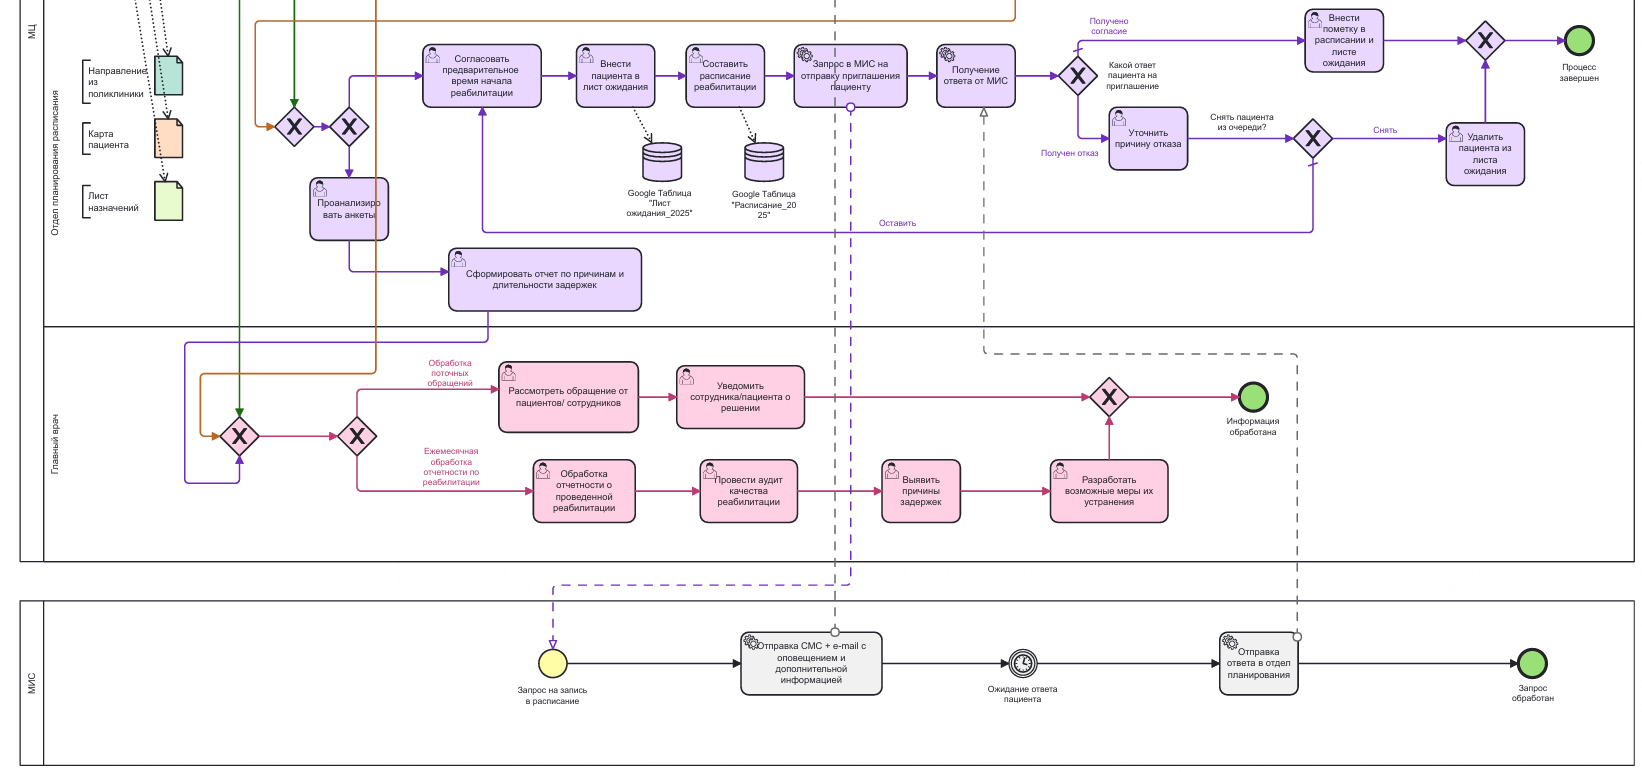 МЦ
Отдел планирования расписания
Направление
из
поликлиники
Карта
пациента
Лист
назначений
Согласовать
предварительное
время начала
реабилитации
Внести
пациента в
лист ожидания
Составить
расписание
реабилитации
Запрос в МИС на
отправку приглашения
пациенту
Получение
ответа от МИС
Получено
согласие
Какой ответ
пациента на
приглашение
Получен отказ
Внести
пометку в
расписании и
листе
ожидания
Процесс
завершен
Уточнить
причину отказа
Снять пациента
из очереди?
Снять
Удалить
пациента из
листа
ожидания
Оставить
Google Таблица
"Лист
ожидания_2025"
Google Таблица
"Расписание_20
25"
Проанализиро
вать анкеты
Сформировать отчет по причинам и
длительности задержек
Главный врач
Обработка
поточных
обращений
Рассмотреть обращение от
пациентов/ сотрудников
Уведомить
сотрудника/пациента о
решении
Информация
обработана
Ежемесячная
обработка
отчетности по
реабилитации
Обработка
отчетности о
проведенной
реабилитации
Провести аудит
качества
реабилитации
Выявить
причины
задержек
Разработать
возможные меры их
устранения
МИС
Запрос на запись
в расписание
Отправка СМС + e-mail с
оповещением и
дополнительной
информацией
Ожидание ответа
пациента
Отправка
ответа в отдел
планирования
Запрос
обработан